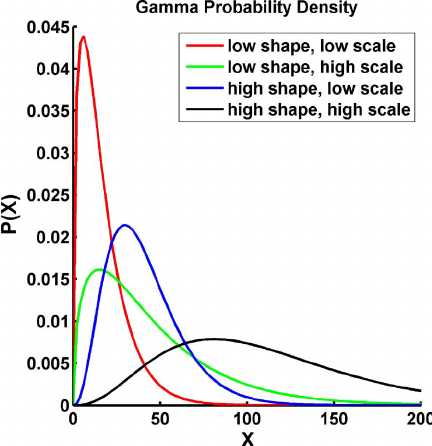 Gamma Probability Density
low shape, low scale
low shape, high scale
high shape, low scale
high shape, high scale
P(X)
0.045
0.04
0.035
0.03
0.025
0.02
0.015
0.01
0.005
0
0 50 100 150 200
X